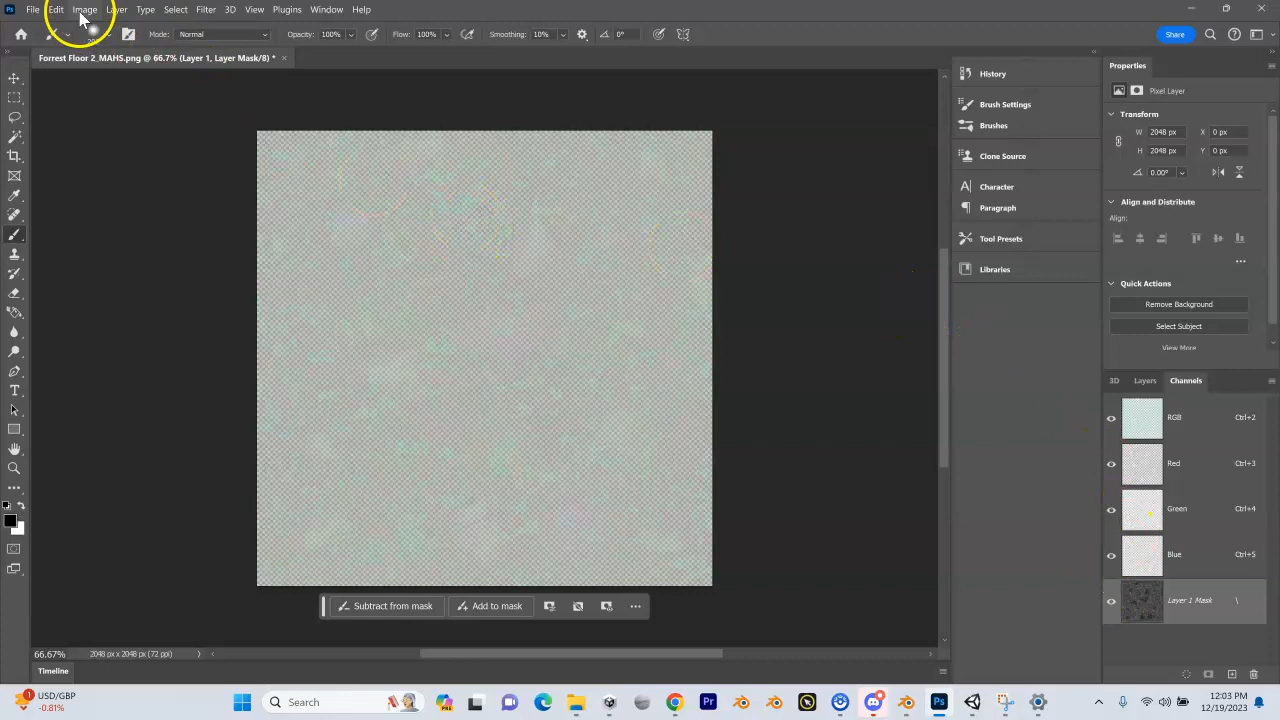 Ps File Edit Image Layer Type Select Filter 3D View Plugins Window Help
Mode: Normal Opacity: 100% Flow: 100% Smoothing: 10% 0° Share
Forrest Floor 2_MAHS.png @ 66.7% (Layer 1, Layer Mask/8) * ×
History
Brush Settings
Brushes
Clone Source
Character
Paragraph
Tool Presets
Libraries
Properties
Pixel Layer
Transform
W 2048 px X 0 px
H 2048 px Y 0 px
0.00°
Align and Distribute
Align:
Quick Actions
Remove Background
Select Subject
View More
3D Layers Channels
RGB Ctrl+2
Red Ctrl+3
Green Ctrl+4
Blue Ctrl+5
Layer 1 Mask \
Subtract from mask Add to mask
66.67% 2048 px x 2048 px (72 ppi)
Timeline
1 USD/GBP
-0.81%
Search
Pr
Ps
12:03 PM
12/19/2023